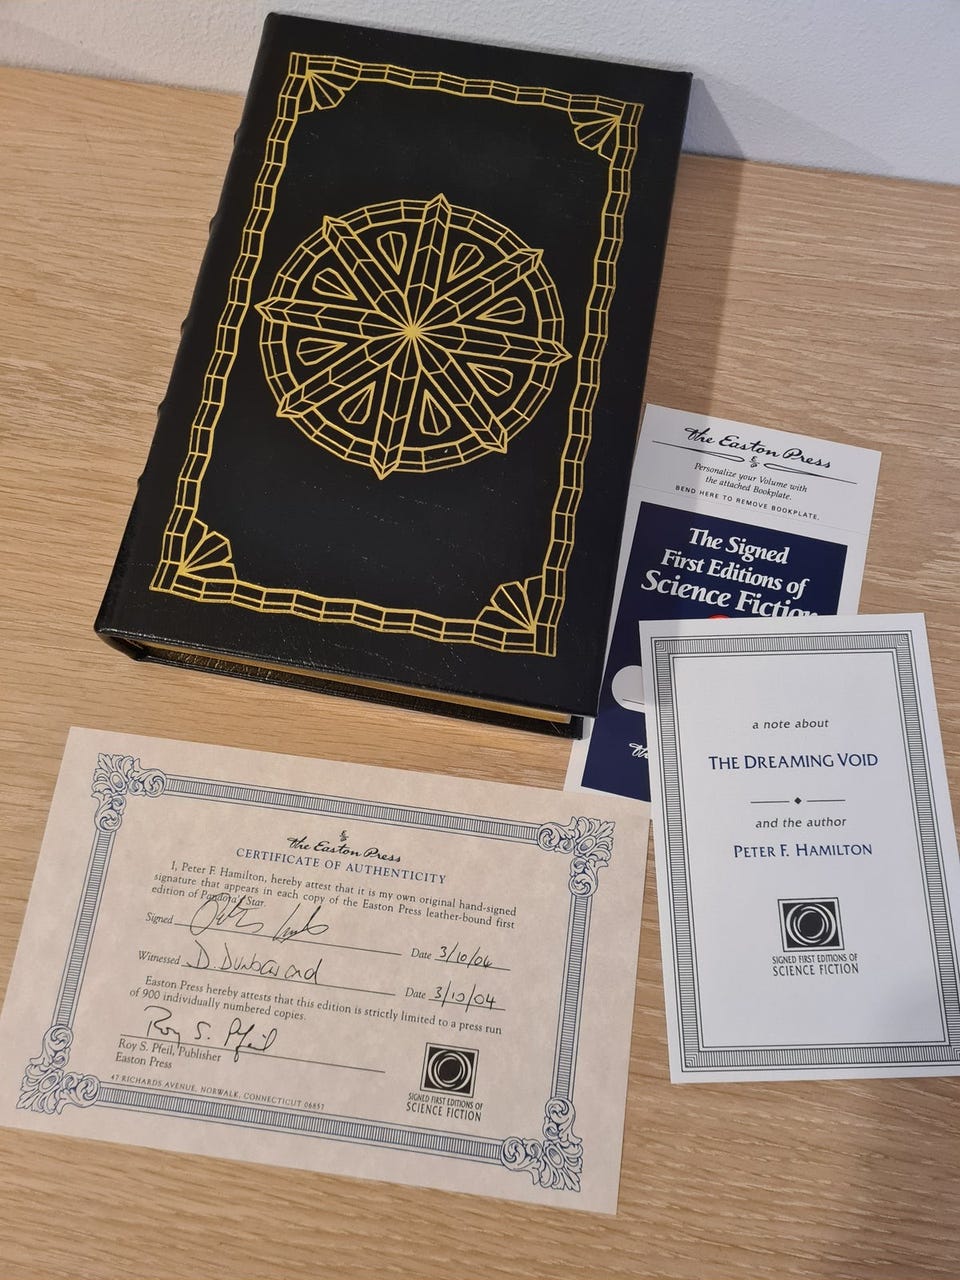 the Easton Press
Personalize your Volume with
the attached Bookplate.
BEND HERE TO REMOVE BOOKPLATE.
The Signed
First Editions of
Science Fiction
a note about
THE DREAMING VOID
and the author
PETER F. HAMILTON
SIGNED FIRST EDITIONS OF
SCIENCE FICTION
the Easton Press
CERTIFICATE OF AUTHENTICITY
I, Peter F. Hamilton, hereby attest that it is my own original hand-signed
signature that appears in each copy of the Easton Press leather-bound first
edition of Pandora's Star.
Signed
Date 3/10/04
Witnessed D. Dunbavand
Date 3/10/04
Easton Press hereby attests that this edition is strictly limited to a press run
of 900 individually numbered copies.
Roy S. Pfeil
Roy S. Pfeil, Publisher
Easton Press
47 RICHARDS AVENUE, NORWALK, CONNECTICUT 06857
SIGNED FIRST EDITIONS OF
SCIENCE FICTION